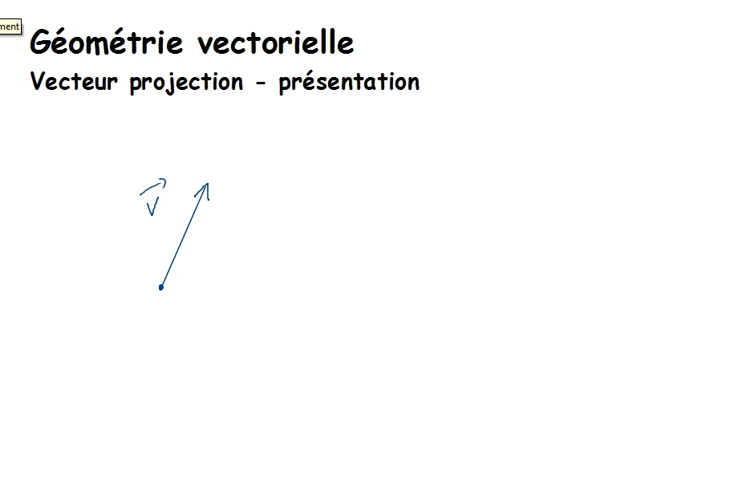 ment
Géométrie vectorielle
Vecteur projection - présentation
v⃗